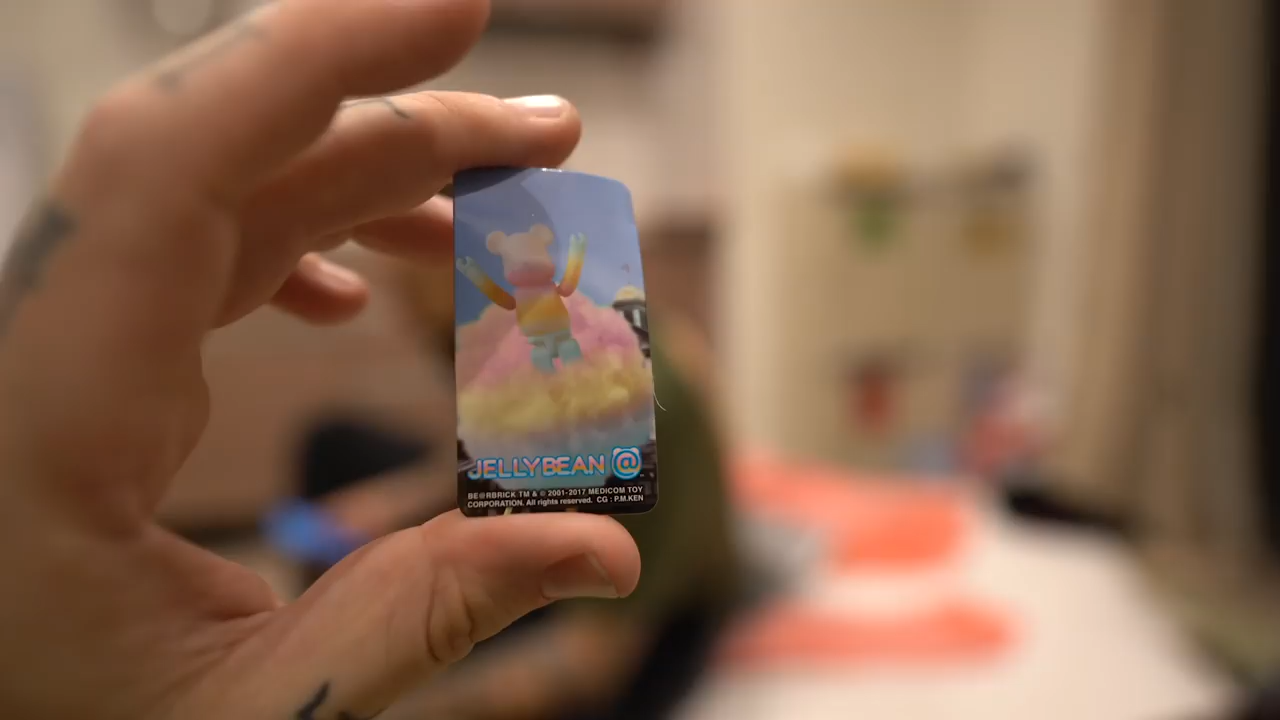 JELLYBEAN @
BE@RBRICK TM & © 2001-2017 MEDICOM TOY
CORPORATION. All rights reserved. CG : P.M.KEN